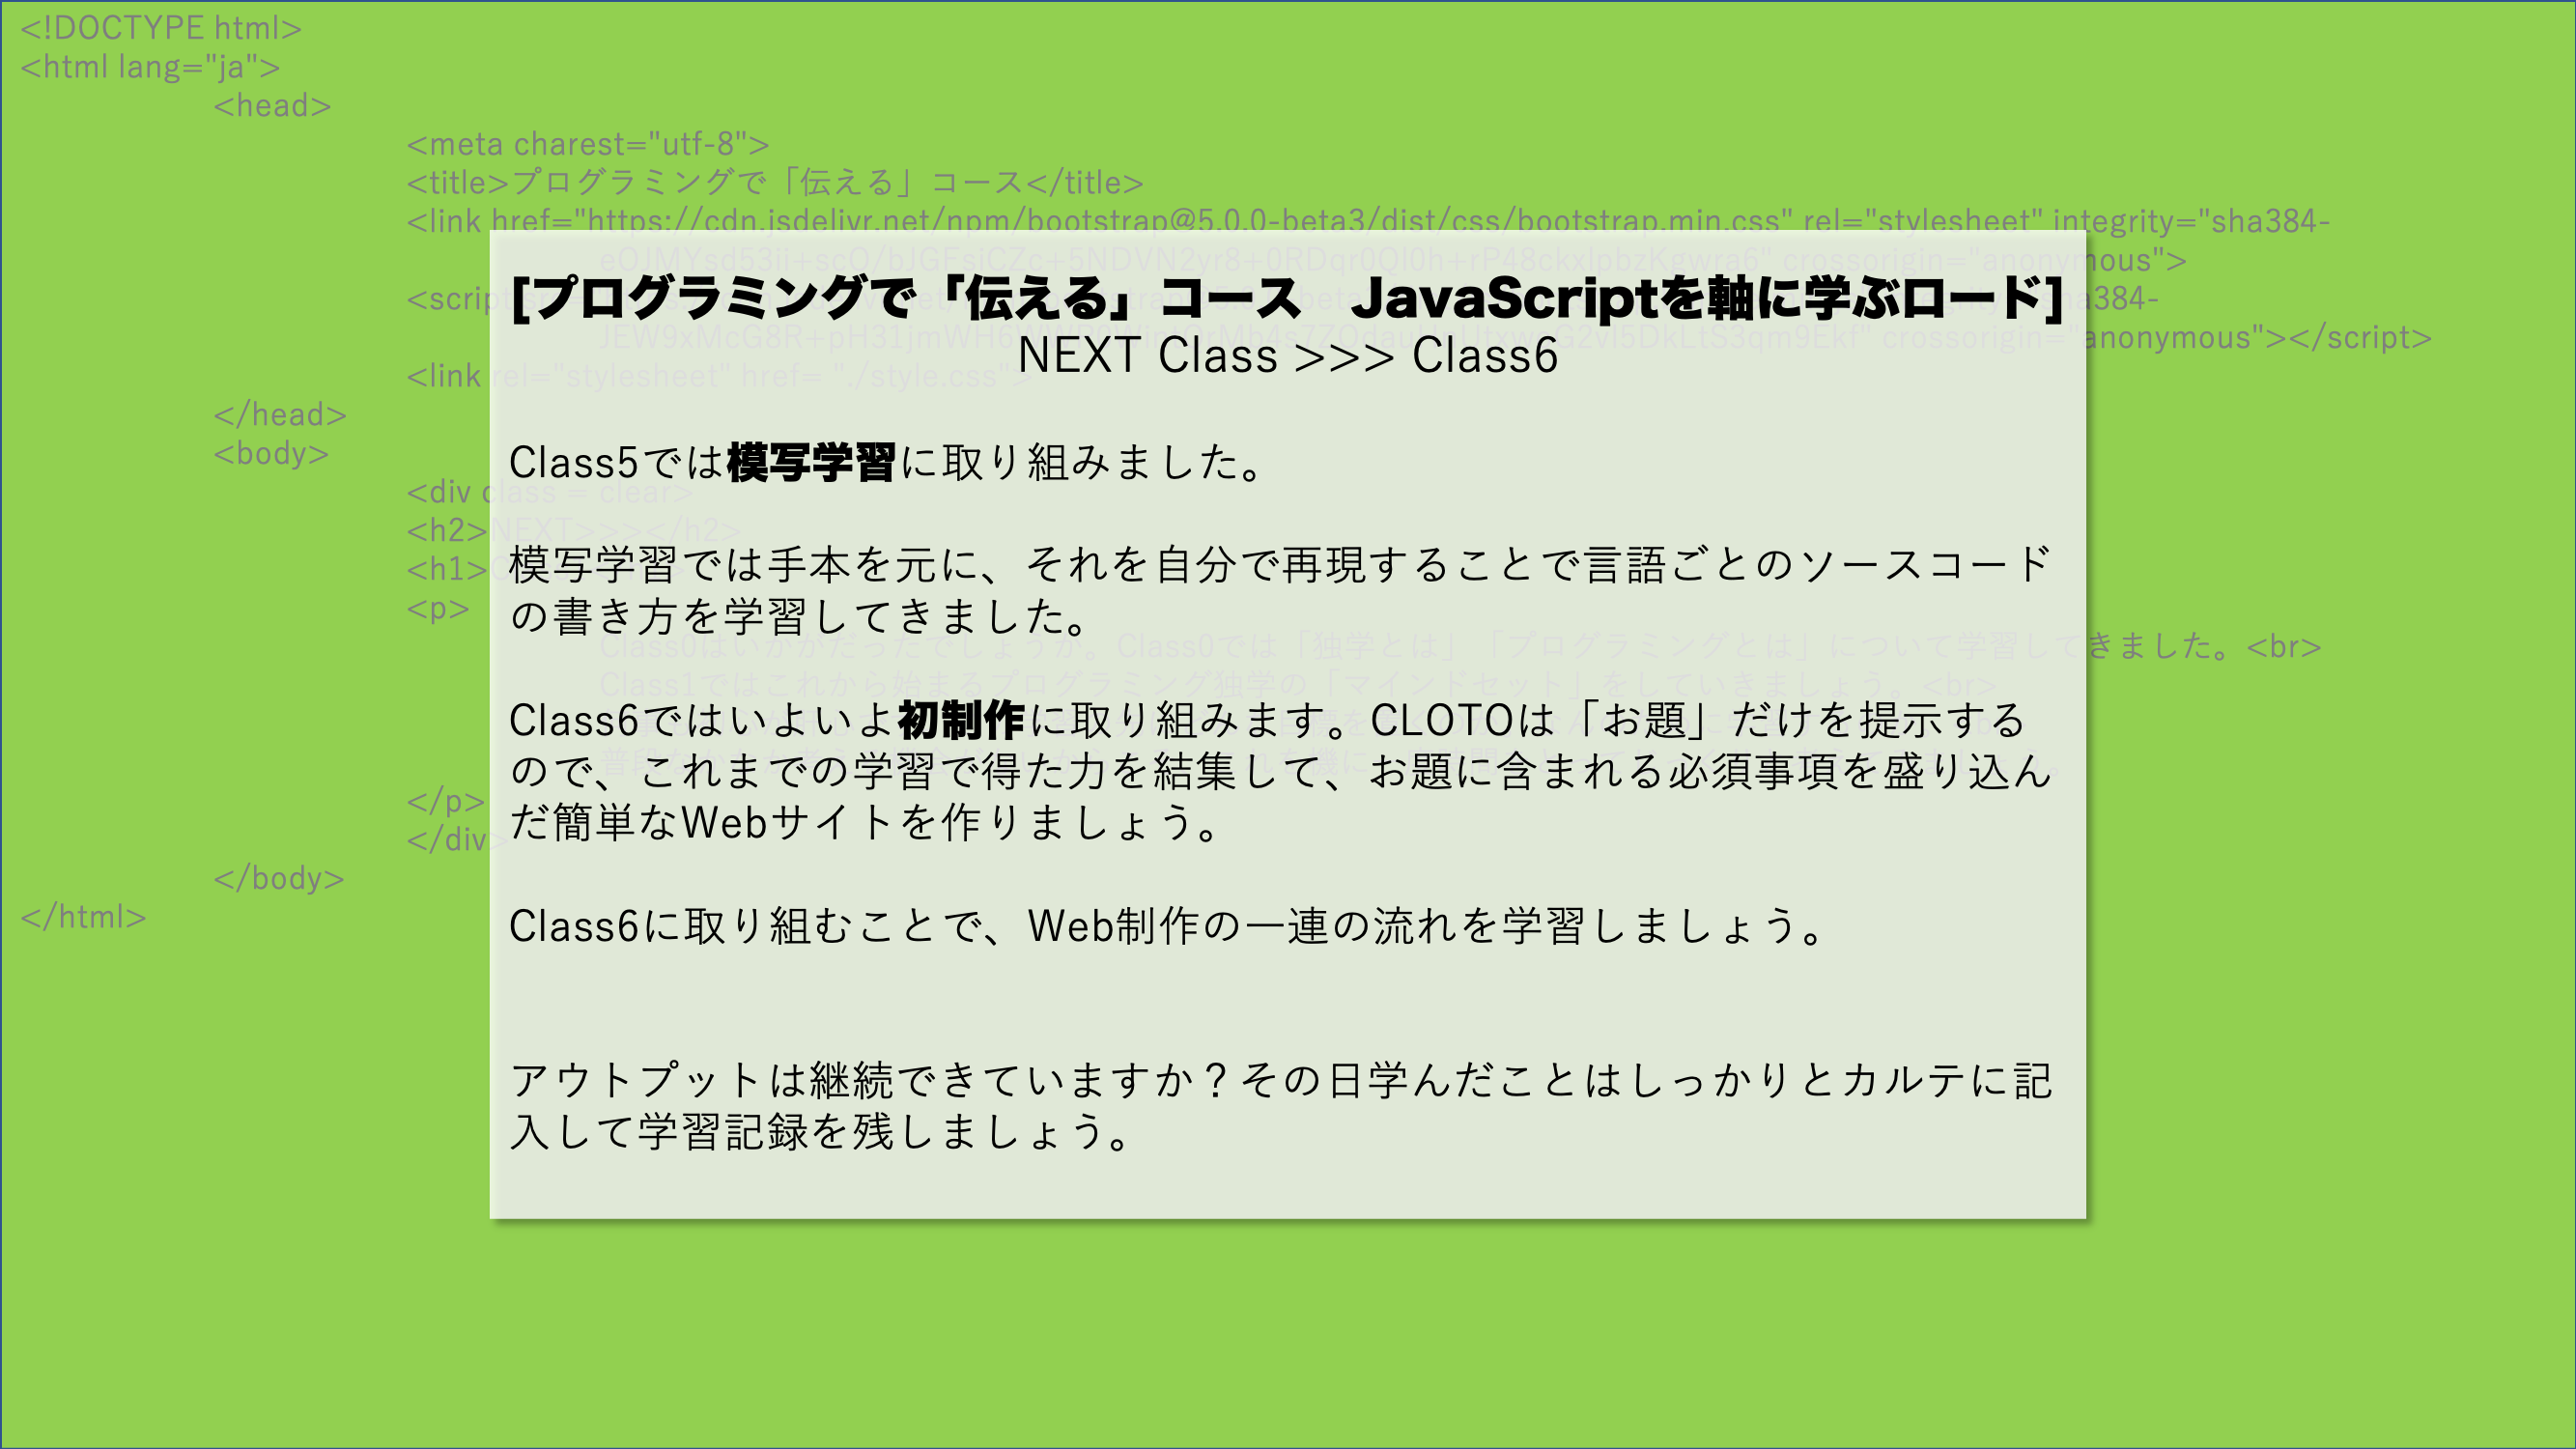 <!DOCTYPE html>
<html lang="ja">
<head>
<meta charest="utf-8">
<title>プログラミングで「伝える」コース</title>
<link href="https://cdn.jsdelivr.net/npm/bootstrap@5.0.0-beta3/dist/css/bootstrap.min.css" rel="stylesheet" integrity="sha384-
crossorigin="anonymous">
<script sha384-
crossorigin="anonymous"></script>
<link rel="stylesheet" href= "./style.css">
</head>
<body>
<div class = clear>
<h2>NEXT>>></h2>
<h1>
<p>
Class0はいかがだったでしょうか。Class0では「独学とは」「プログラミングとは」について学習してきました。<br>
Class1ではこれから始まるプログラミング独学の「マインドセット」をしていきましょう。<br>
</p>
</div>
</body>
</html>
[プログラミングで「伝える」コース　JavaScriptを軸に学ぶロード]
NEXT Class >>> Class6
Class5では模写学習に取り組みました。
模写学習では手本を元に、それを自分で再現することで言語ごとのソースコード
の書き方を学習してきました。
Class6ではいよいよ初制作に取り組みます。CLOTOは「お題」だけを提示する
ので、これまでの学習で得た力を結集して、お題に含まれる必須事項を盛り込ん
だ簡単なWebサイトを作りましょう。
Class6に取り組むことで、Web制作の一連の流れを学習しましょう。
アウトプットは継続できていますか？その日学んだことはしっかりとカルテに記
入して学習記録を残しましょう。